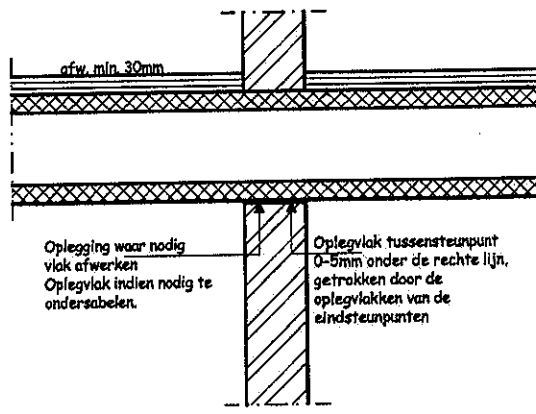 afw. min. 30mm
Oplegging waar nodig
vlak afwerken
Oplegvlak indien nodig te
ondersabelen.
Oplegvlak tussensteunpunt
0-5mm onder de rechte lijn,
getrokken door de
oplegvlakken van de
eindsteunpunten